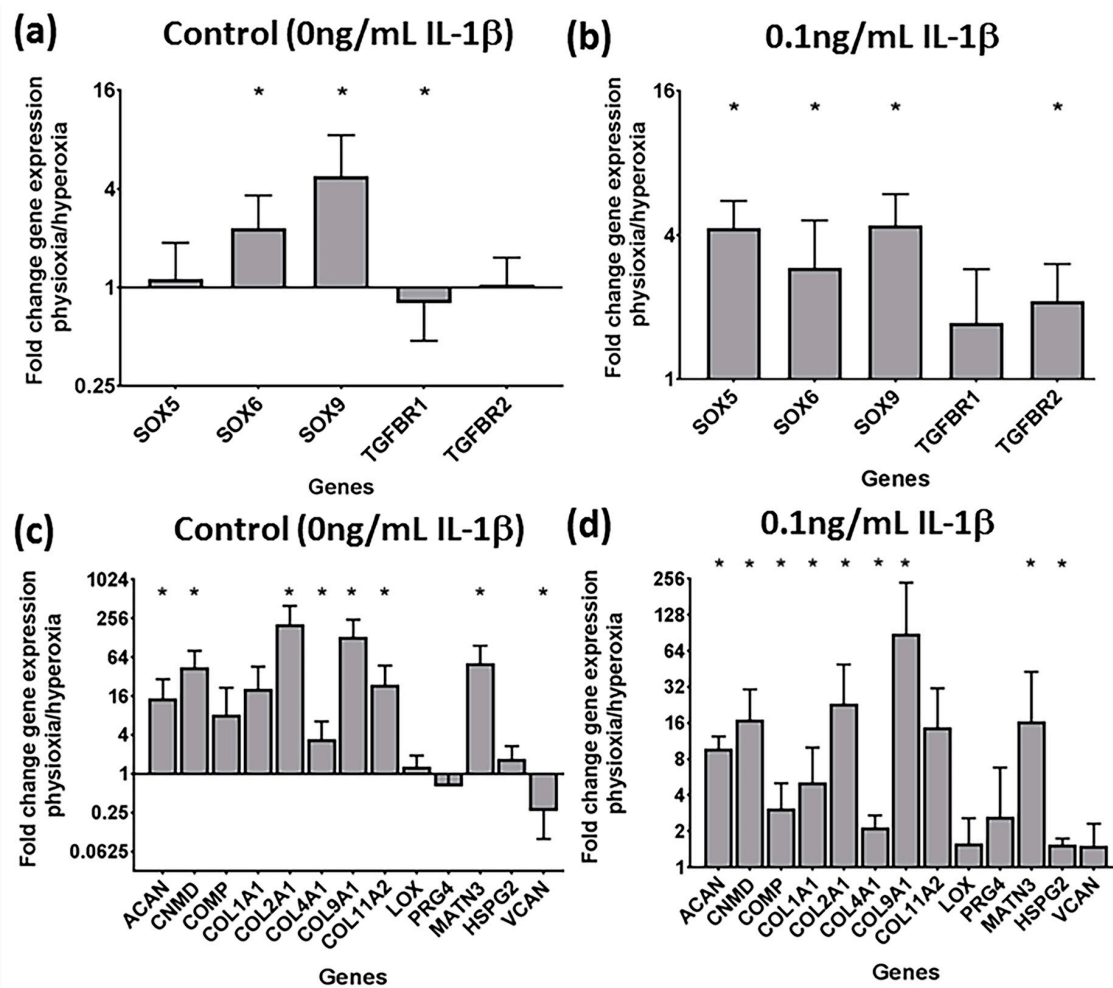 (a)
Control (0ng/mL IL-1β)
Fold change gene expression
physioxia/hyperoxia
16
4
1
0.25
* * *
SOX5 SOX6 SOX9 TGFBR1 TGFBR2
Genes
(b)
0.1ng/mL IL-1β
Fold change gene expression
physioxia/hyperoxia
16
4
1
* * * *
SOX5 SOX6 SOX9 TGFBR1 TGFBR2
Genes
(c)
Control (0ng/mL IL-1β)
Fold change gene expression
physioxia/hyperoxia
1024
256
64
16
4
1
0.25
0.0625
* * * * * * * *
ACAN CNMD COMP COL1A1 COL2A1 COL4A1 COL9A1 COL11A2 LOX PRG4 MATN3 HSPG2 VCAN
Genes
(d)
0.1ng/mL IL-1β
Fold change gene expression
physioxia/hyperoxia
256
128
64
32
16
8
4
2
1
* * * * * * * * *
ACAN CNMD COMP COL1A1 COL2A1 COL4A1 COL9A1 COL11A2 LOX PRG4 MATN3 HSPG2 VCAN
Genes